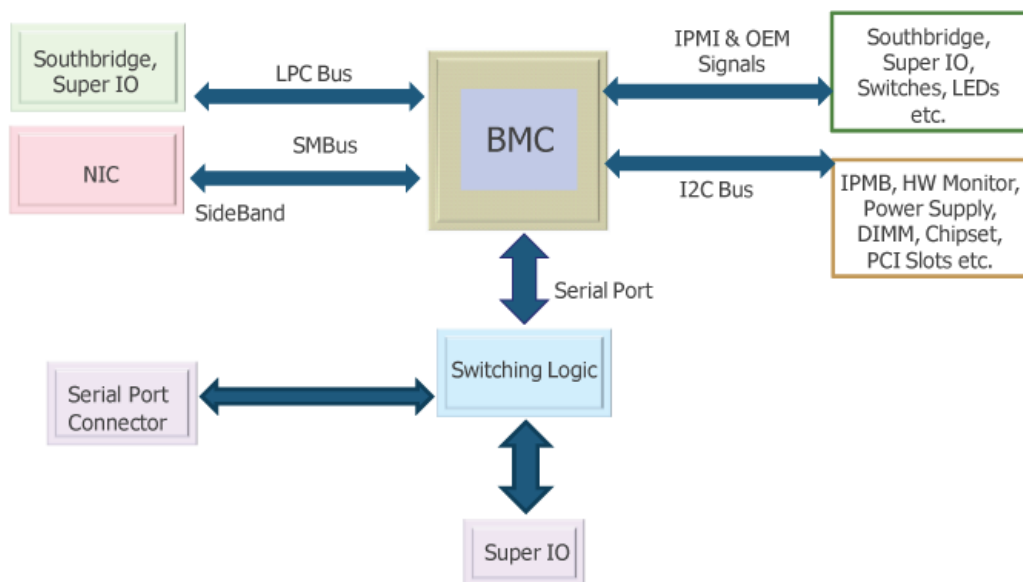 Southbridge,
Super IO
LPC Bus
BMC
IPMI & OEM
Signals
Southbridge,
Super IO,
Switches, LEDs
etc.
NIC
SMBus
SideBand
I2C Bus
IPMB, HW Monitor,
Power Supply,
DIMM, Chipset,
PCI Slots etc.
Serial Port
Switching Logic
Serial Port
Connector
Super IO